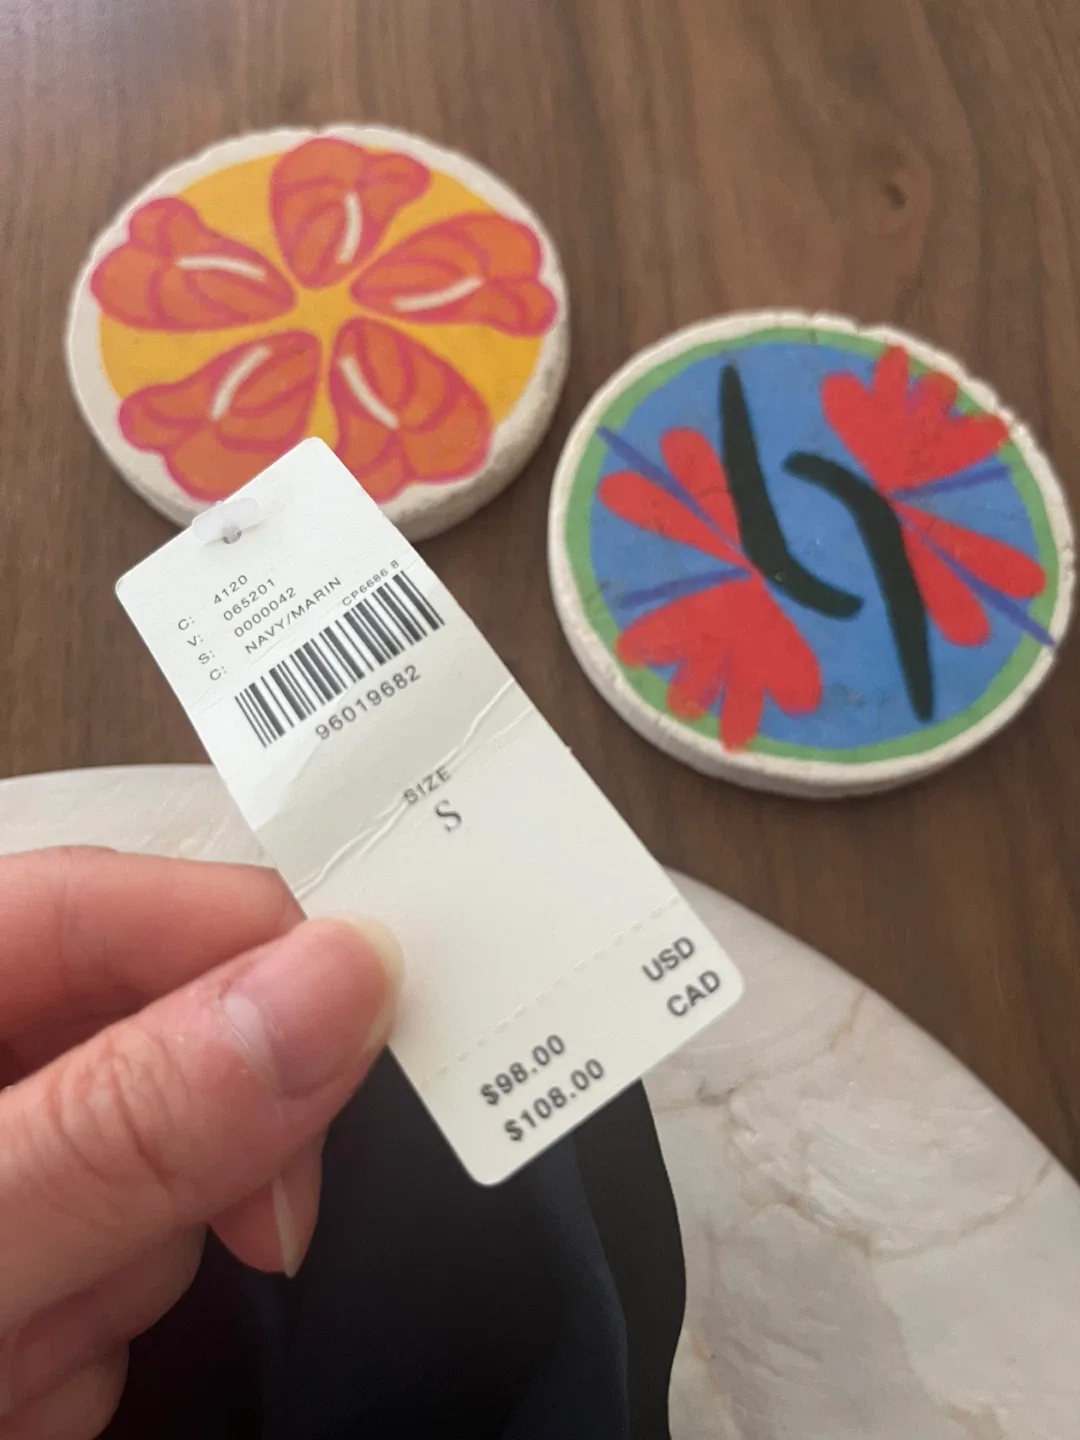 C: 4120
V: 065201
S: 0000042
C: NAVY/MARIN
CP6686 8
96019682
SIZE
S
USD
CAD
$98.00
$108.00